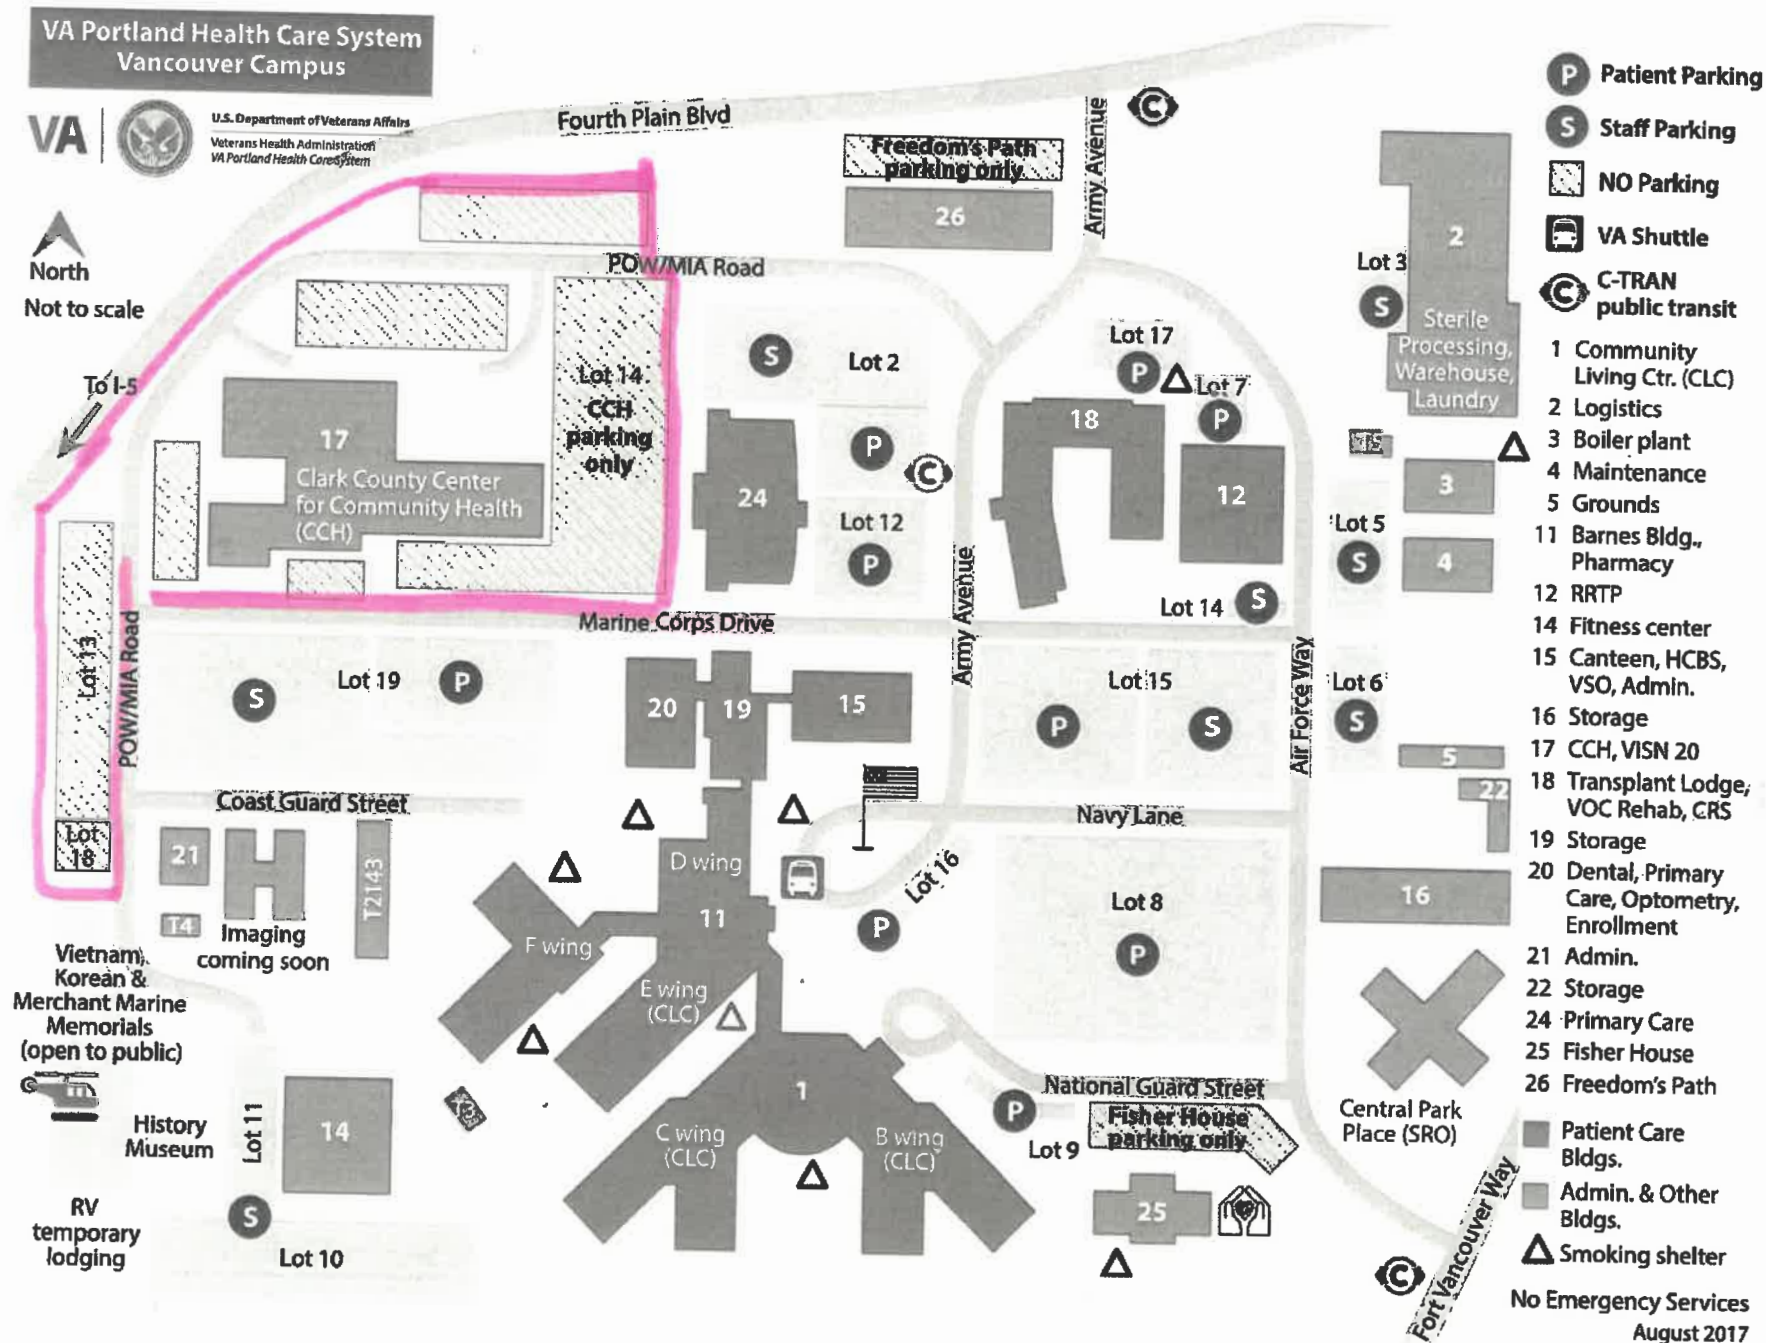 VA Portland Health Care System
Vancouver Campus
VA
U.S. Department of Veterans Affairs
Veterans Health Administration
VA Portland Health Care System
North
Not to scale
Fourth Plain Blvd
To I-5
Freedom's Path
parking only
26
Army Avenue
C
POW/MIA Road
Lot 14
CCH
parking
only
17
Clark County Center
for Community Health
(CCH)
S
Lot 2
P
24
Lot 12
P
C
Army Avenue
Lot 17
P
Lot 7
P
18
12
Lot 14
S
Lot 3
S
2
Sterile
Processing,
Warehouse,
Laundry
3
Lot 5
S
4
Marine Corps Drive
Lot 13
POW/MIA Road
S
Lot 19
P
20
19
15
Lot 15
P
S
Air Force Way
Lot 6
S
5
22
Coast Guard Street
Navy Lane
Lot
18
21
T4
Imaging
coming soon
T2143
D wing
11
F wing
E wing
(CLC)
Lot 16
P
Lot 8
P
16
Vietnam,
Korean &
Merchant Marine
Memorials
(open to public)
History
Museum
Lot 11
14
RV
temporary
lodging
S
Lot 10
1
C wing
(CLC)
B wing
(CLC)
National Guard Street
P
Lot 9
Fisher House
parking only
25
Central Park
Place (SRO)
Fort Vancouver Way
C
P Patient Parking
S Staff Parking
NO Parking
VA Shuttle
C C-TRAN
public transit
1 Community
Living Ctr. (CLC)
2 Logistics
3 Boiler plant
4 Maintenance
5 Grounds
11 Barnes Bldg.,
Pharmacy
12 RRTP
14 Fitness center
15 Canteen, HCBS,
VSO, Admin.
16 Storage
17 CCH, VISN 20
18 Transplant Lodge,
VOC Rehab, CRS
19 Storage
20 Dental, Primary
Care, Optometry,
Enrollment
21 Admin.
22 Storage
24 Primary Care
25 Fisher House
26 Freedom's Path
Patient Care
Bldgs.
Admin. & Other
Bldgs.
Smoking shelter
No Emergency Services
August 2017